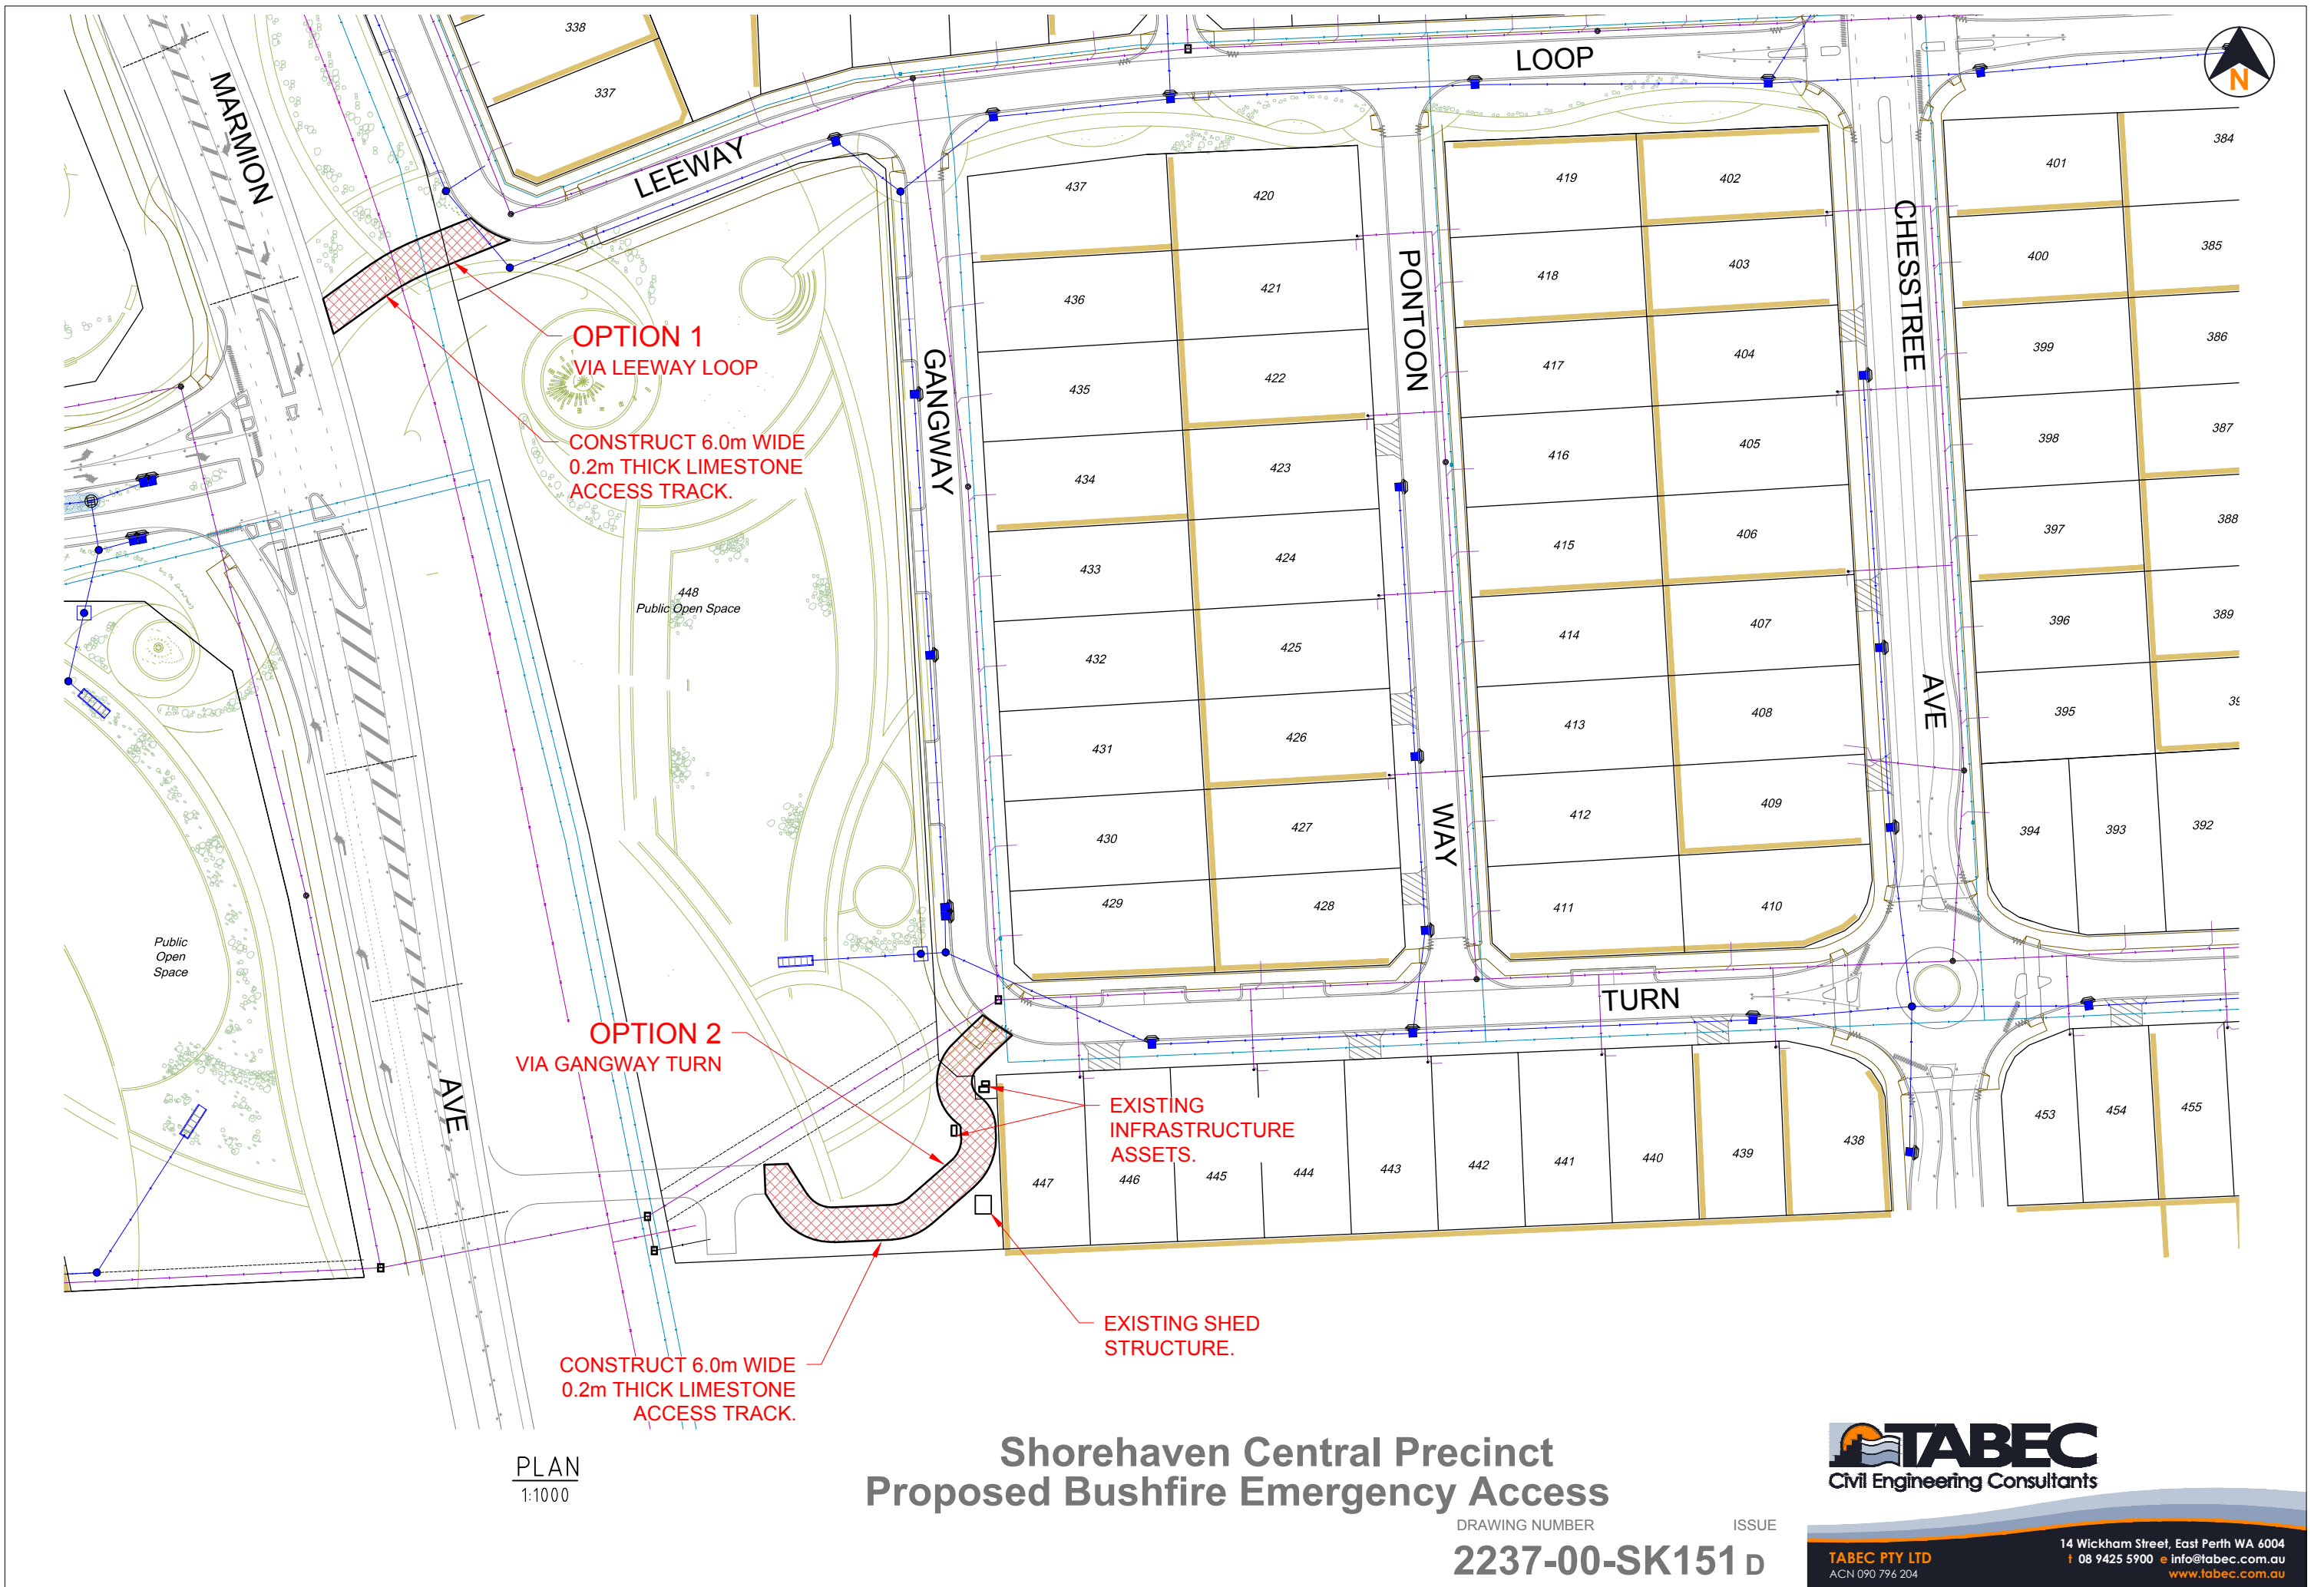 338
337
MARMION
LEEWAY
LOOP
N
437
420
419
402
401
384
436
421
418
403
400
385
435
422
417
404
399
386
434
423
416
405
398
387
433
424
415
406
397
388
432
425
414
407
396
389
431
426
413
408
395
430
427
412
409
394
393
392
429
428
411
410
GANGWAY
PONTOON
WAY
CHESSTREE
AVE
TURN
OPTION 1
VIA LEEWAY LOOP
CONSTRUCT 6.0m WIDE
0.2m THICK LIMESTONE
ACCESS TRACK.
448
Public Open Space
Public
Open
Space
AVE
OPTION 2
VIA GANGWAY TURN
EXISTING
INFRASTRUCTURE
ASSETS.
447
446
445
444
443
442
441
440
439
438
453
454
455
EXISTING SHED
STRUCTURE.
CONSTRUCT 6.0m WIDE
0.2m THICK LIMESTONE
ACCESS TRACK.
PLAN
1:1000
Shorehaven Central Precinct
Proposed Bushfire Emergency Access
DRAWING NUMBER
ISSUE
2237-00-SK151 D
TABEC
Civil Engineering Consultants
TABEC PTY LTD
ACN 090 796 204
14 Wickham Street, East Perth WA 6004
t 08 9425 5900 e info@tabec.com.au
www.tabec.com.au